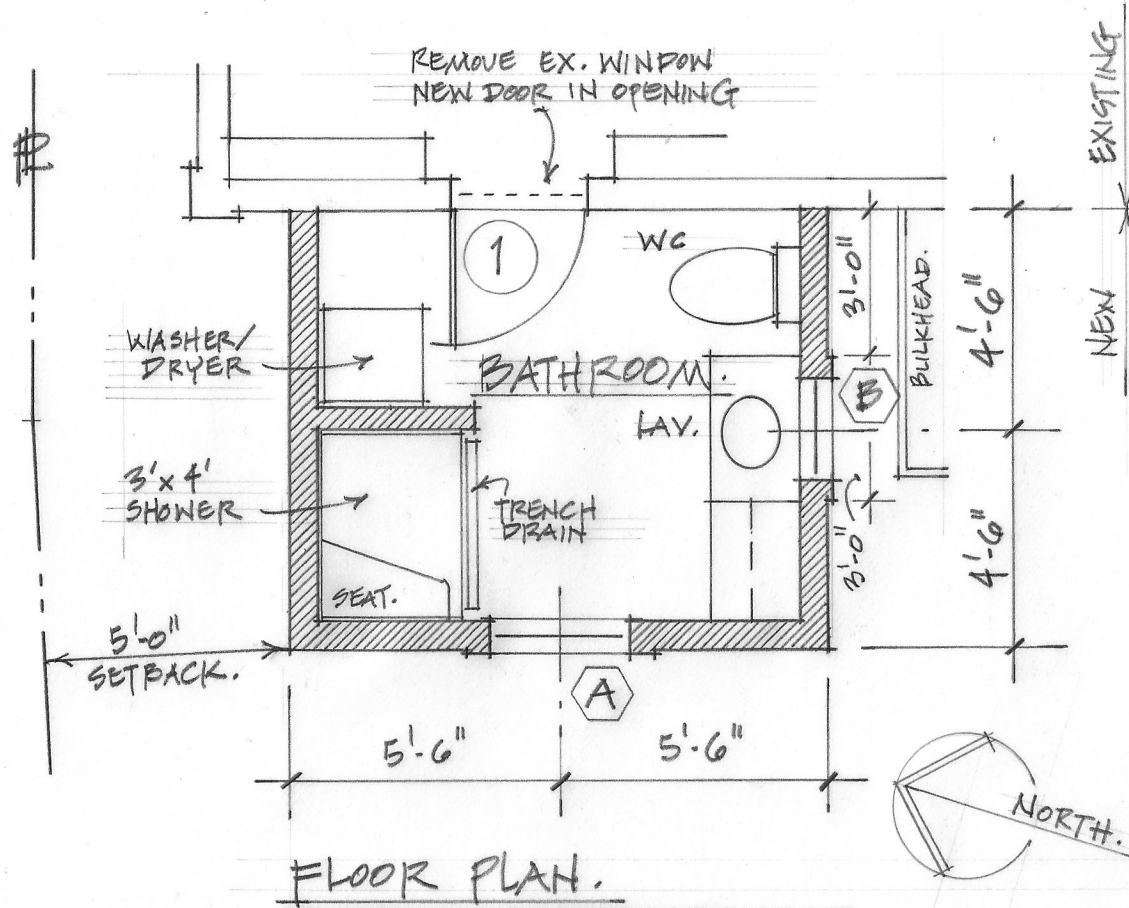 REMOVE EX. WINDOW
NEW DOOR IN OPENING
EXISTING
NEW
PL
1
WC
3'-0"
BULKHEAD.
4'-6"
WASHER/
DRYER
BATHROOM.
B
LAV.
3'x 4'
SHOWER
TRENCH
DRAIN
3'-0"
4'-6"
SEAT.
5'-0"
SETBACK.
A
5'-6"
5'-6"
NORTH.
FLOOR PLAN.